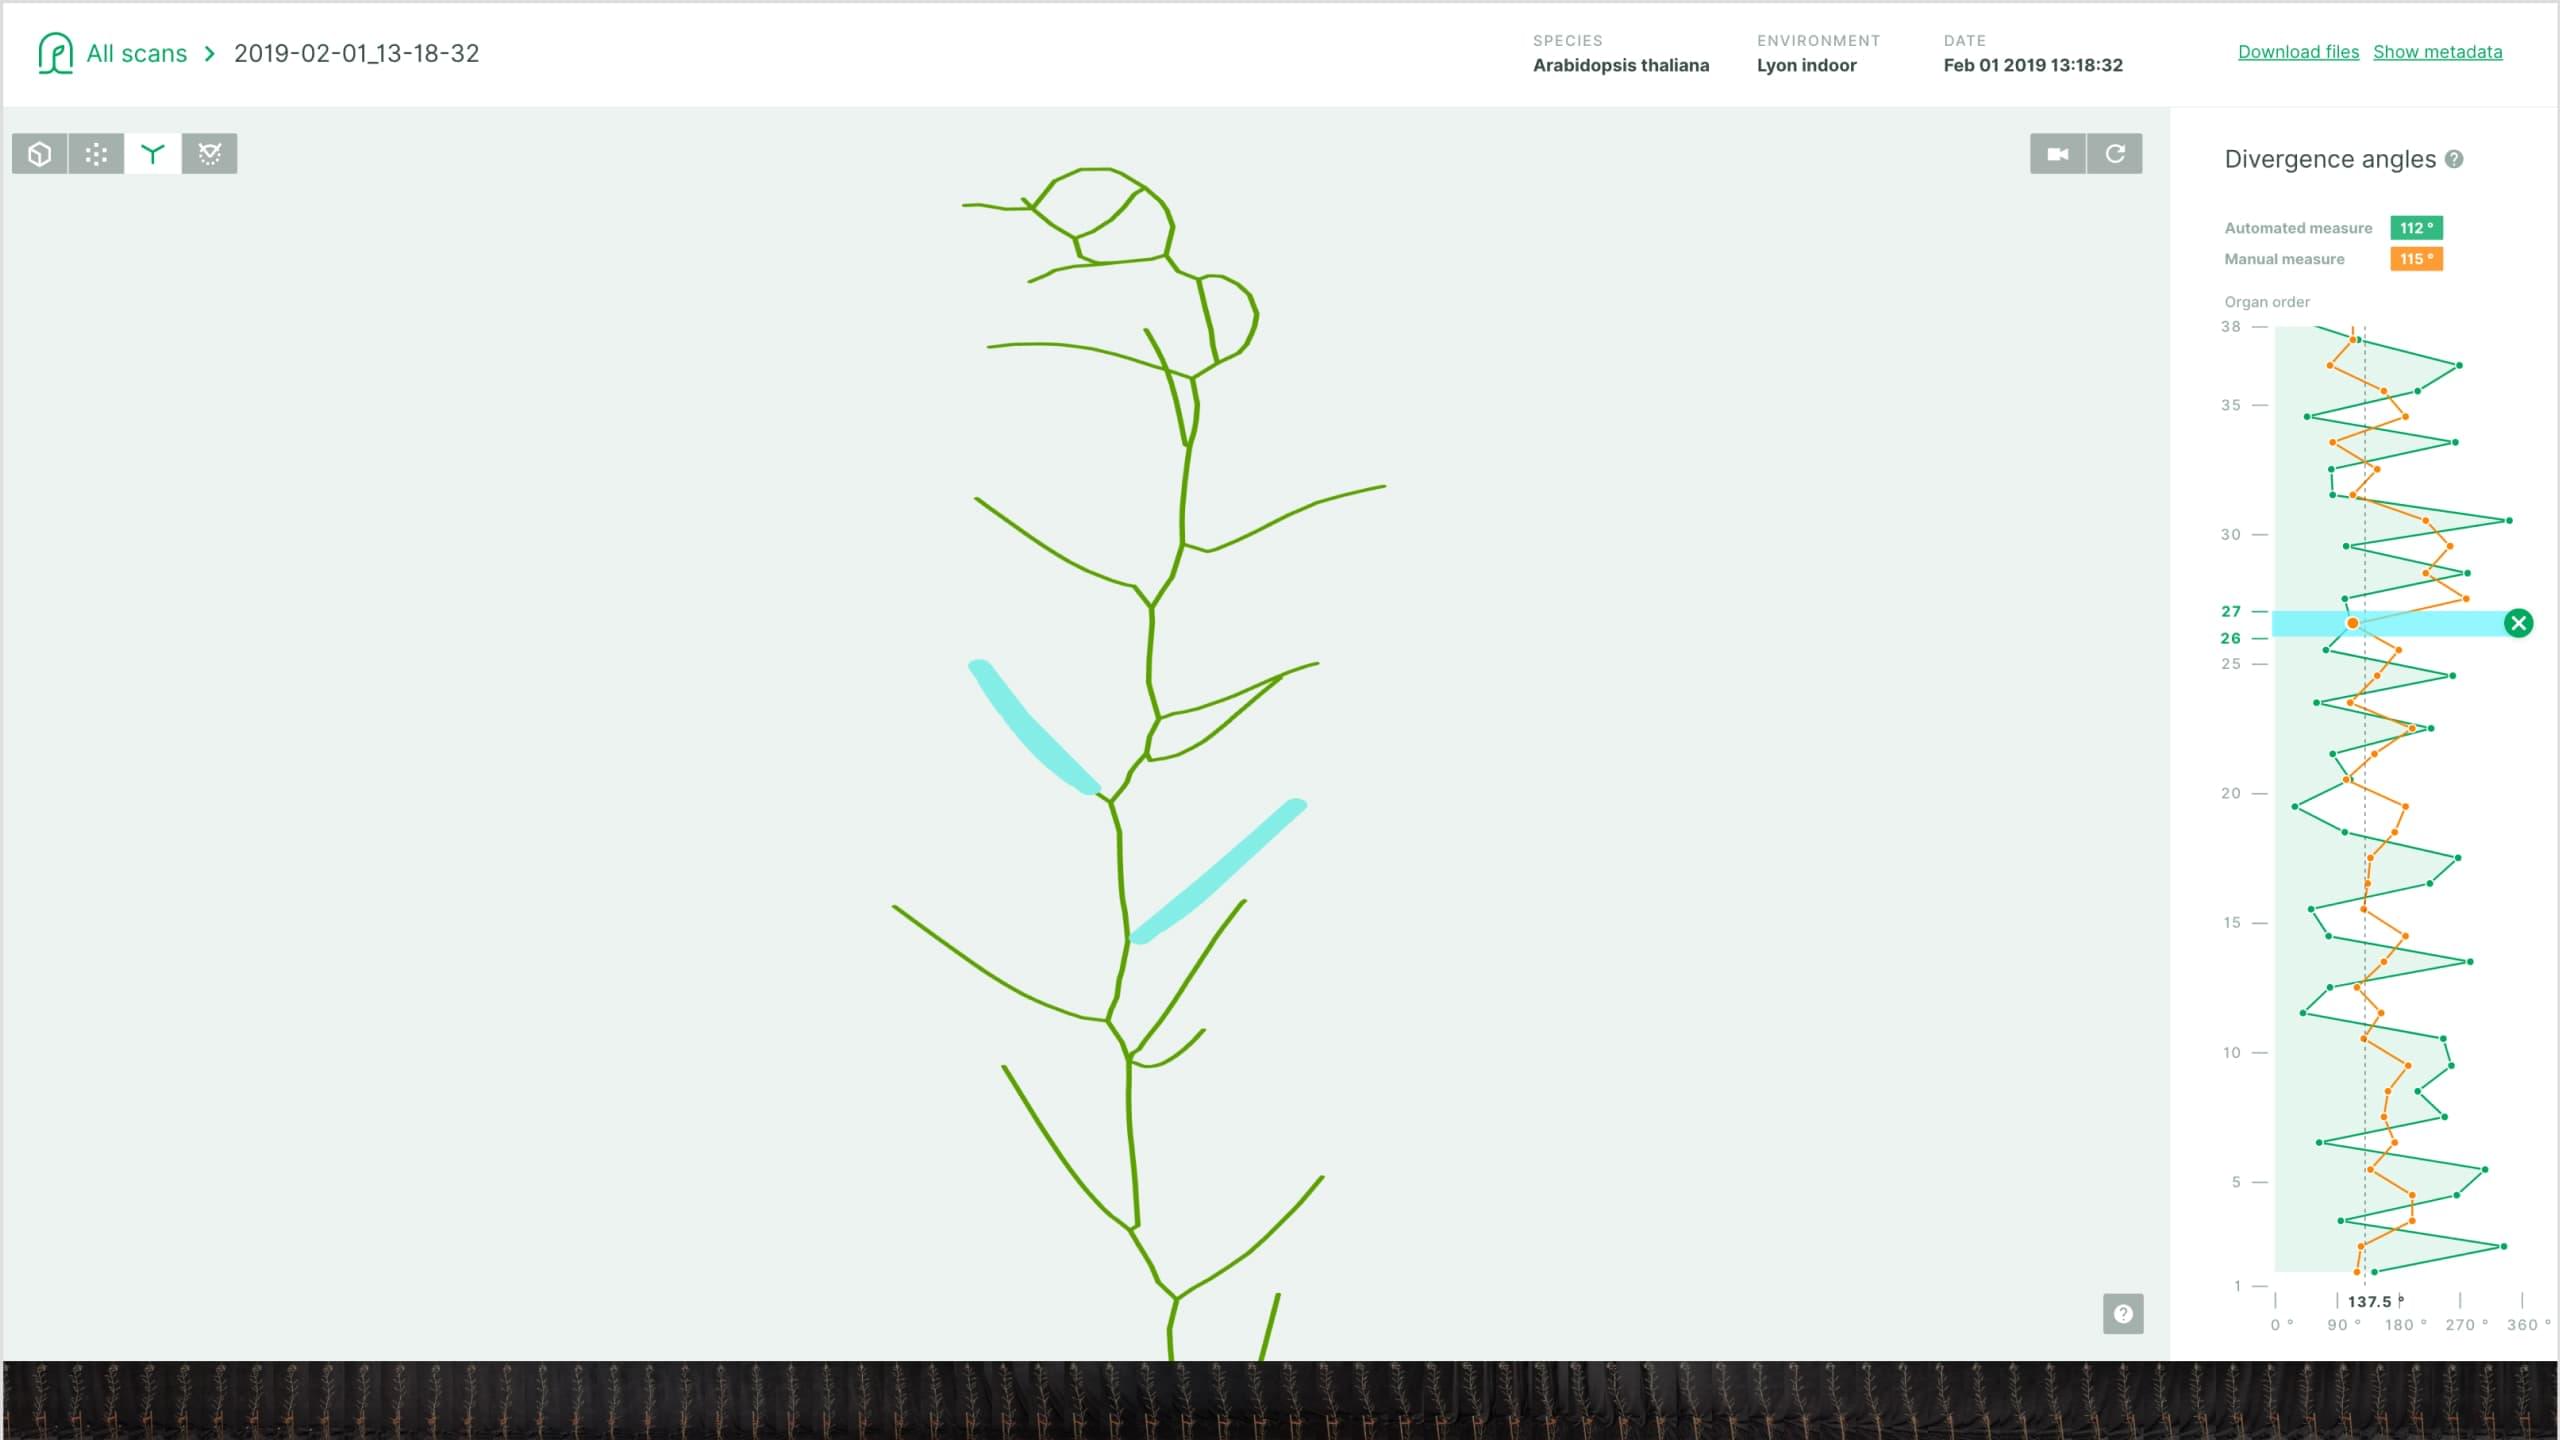 All scans > 2019-02-01_13-18-32
SPECIES
Arabidopsis thaliana
ENVIRONMENT
Lyon indoor
DATE
Feb 01 2019 13:18:32
Download files
Show metadata
Divergence angles ?
Automated measure 112 °
Manual measure 115 °
Organ order
38
35
30
27
26
25
20
15
10
5
1
137.5 °
0 ° 90 ° 180 ° 270 ° 360 °
?